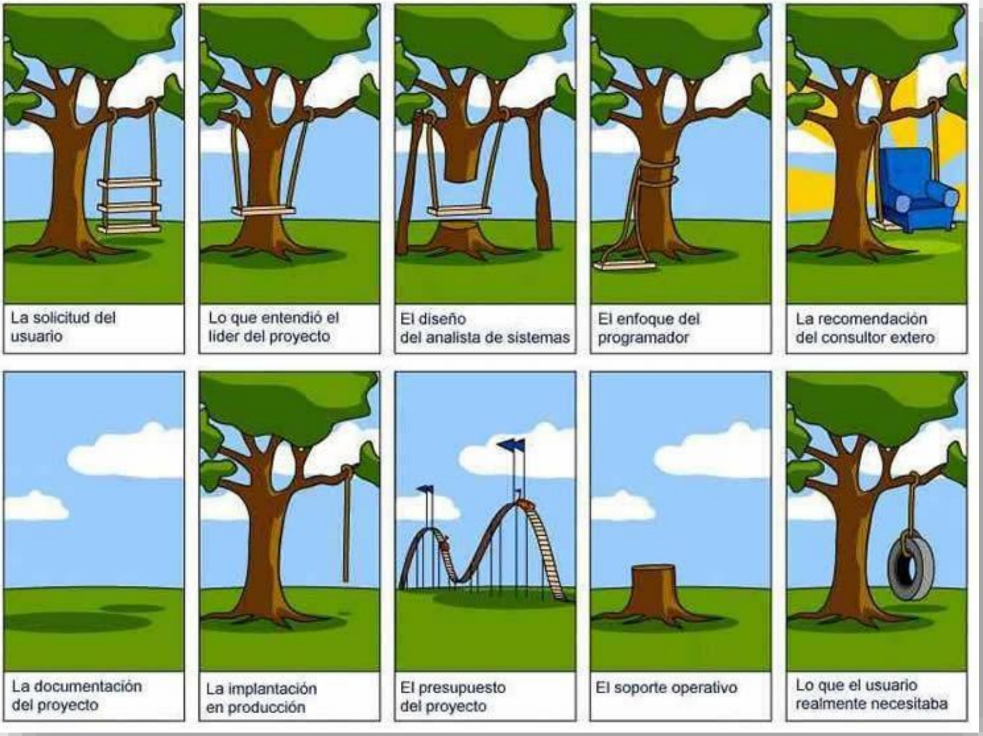 La solicitud del
usuario
Lo que entendió el
lider del proyecto
El diseño
del analista de sistemas
El enfoque del
programador
La recomendación
del consultor extero
La documentación
del proyecto
La implantación
en producción
El presupuesto
del proyecto
El soporte operativo
Lo que el usuario
realmente necesitaba